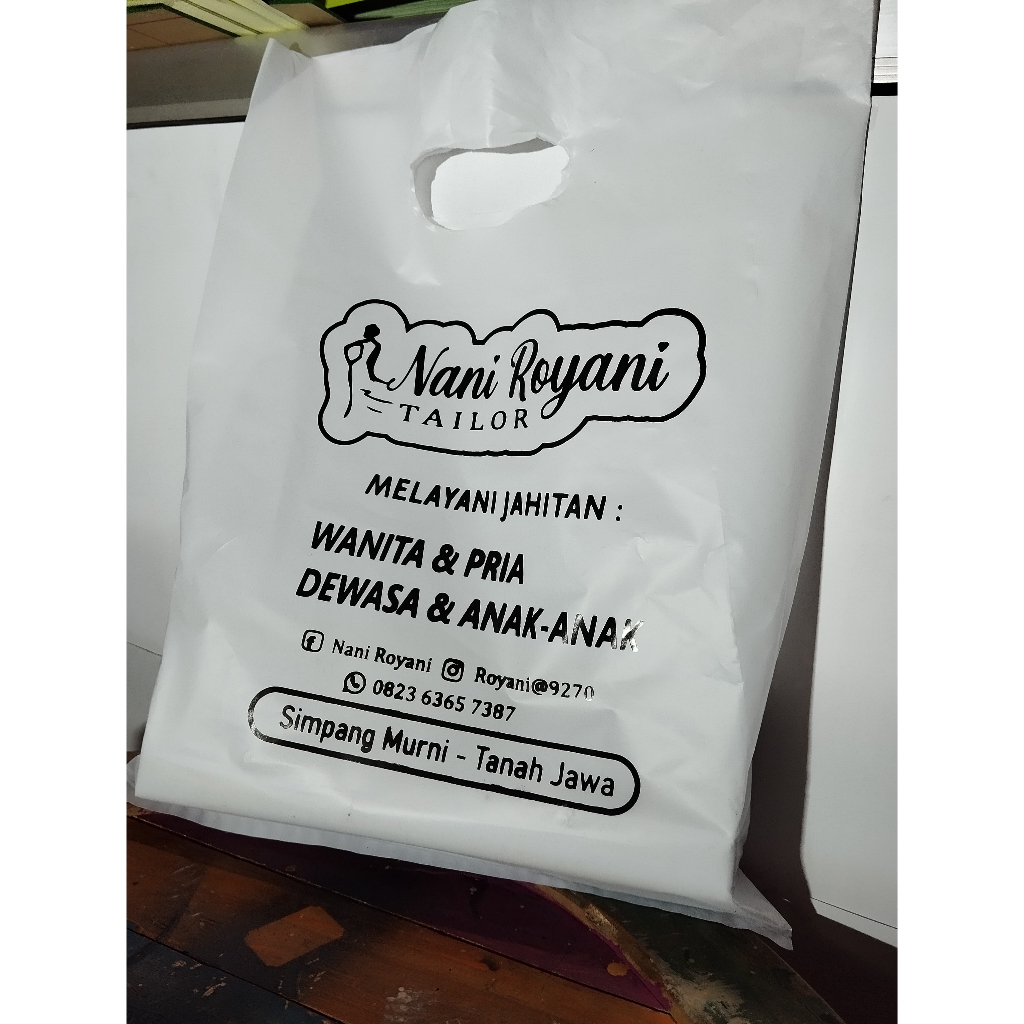 Nani Royani
TAILOR
MELAYANI JAHITAN :
WANITA & PRIA
DEWASA & ANAK-ANAK
Nani Royani Royani@9270
0823 6365 7387
Simpang Murni - Tanah Jawa